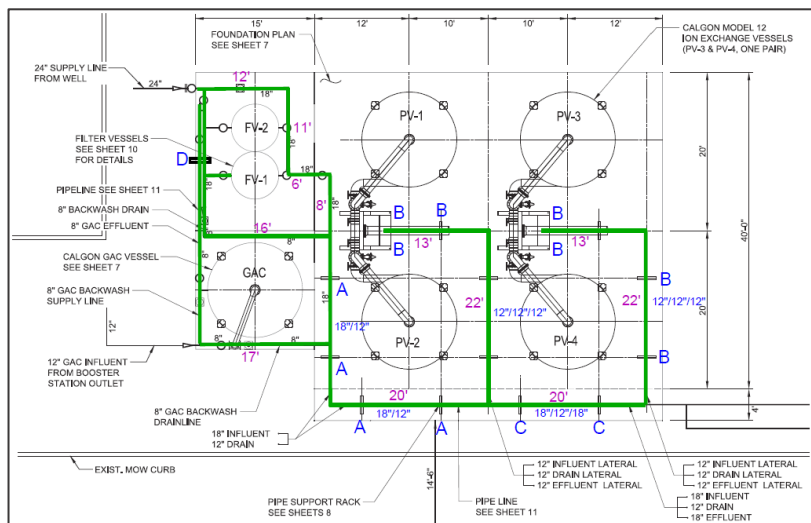 15'
12'
10'
10'
12'
FOUNDATION PLAN
SEE SHEET 7
CALGON MODEL 12
ION EXCHANGE VESSELS
(PV-3 & PV-4, ONE PAIR)
24" SUPPLY LINE
FROM WELL
24"
12'
18"
FV-2
11'
18"
PV-1
PV-3
FILTER VESSELS
SEE SHEET 10
FOR DETAILS
D
FV-1
18"
6'
18"
18"
8'
20'
40'-0"
PIPELINE SEE SHEET 11
8" BACKWASH DRAIN
8" GAC EFFLUENT
16'
8"
8"
B
B
B
13'
13'
B
B
CALGON GAC VESSEL
SEE SHEET 7
8"
8"
GAC
18"
A
22'
22'
B
18"/12"
12"/12"/12"
12"/12"/12"
20'
8" GAC BACKWASH
SUPPLY LINE
12"
PV-2
PV-4
12" GAC INFLUENT
FROM BOOSTER
STATION OUTLET
8"
8"
17'
A
B
8" GAC BACKWASH
DRAINLINE
20'
20'
18"/12"
18"/12"/18"
4'
18" INFLUENT
12" DRAIN
A
A
C
C
EXIST. MOW CURB
14'-6"
12" INFLUENT LATERAL
12" DRAIN LATERAL
12" EFFLUENT LATERAL
12" INFLUENT LATERAL
12" DRAIN LATERAL
12" EFFLUENT LATERAL
18" INFLUENT
12" DRAIN
18" EFFLUENT
PIPE SUPPORT RACK
SEE SHEETS 8
PIPE LINE
SEE SHEET 11